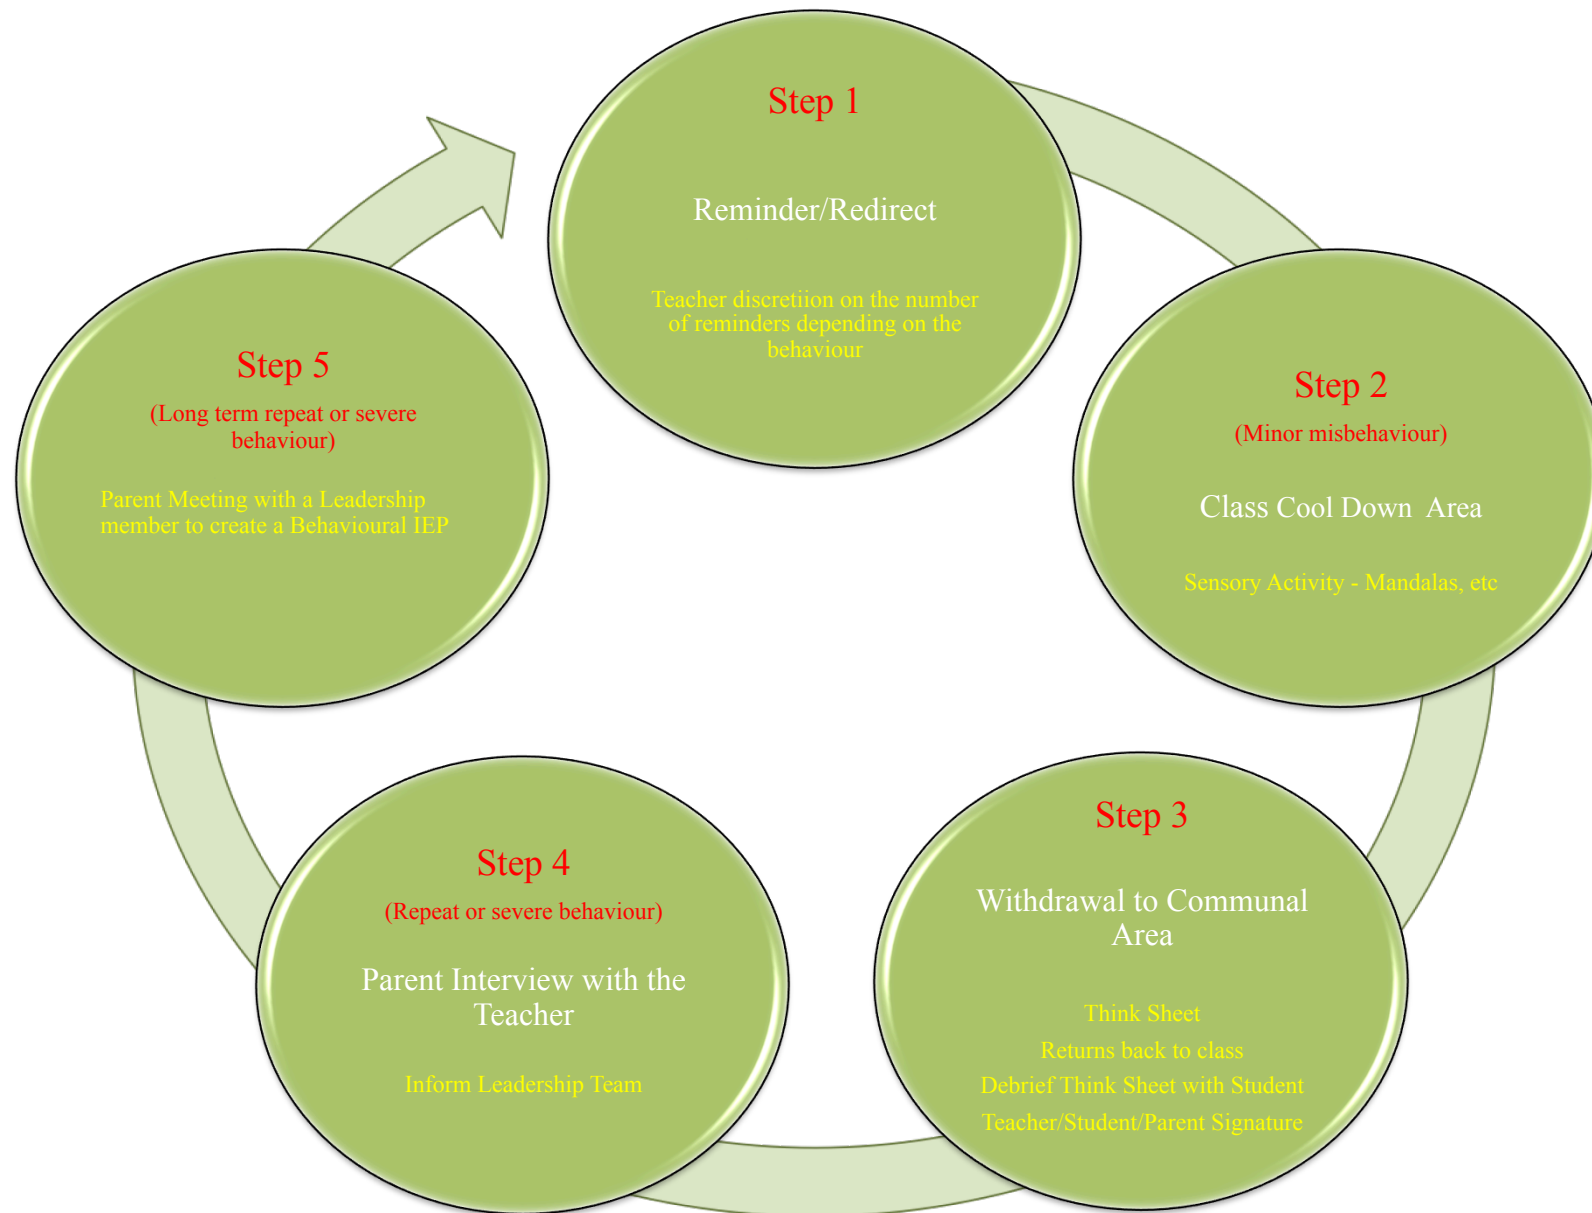 Step 1
Reminder/Redirect
Teacher discretiion on the number
of reminders depending on the
behaviour
Step 2
(Minor misbehaviour)
Class Cool Down  Area
Sensory Activity - Mandalas, etc
Step 3
Withdrawal to Communal
Area
Think Sheet
Returns back to class
Debrief Think Sheet with Student
Teacher/Student/Parent Signature
Step 4
(Repeat or severe behaviour)
Parent Interview with the
Teacher
Inform Leadership Team
Step 5
(Long term repeat or severe
behaviour)
Parent Meeting with a Leadership
member to create a Behavioural IEP